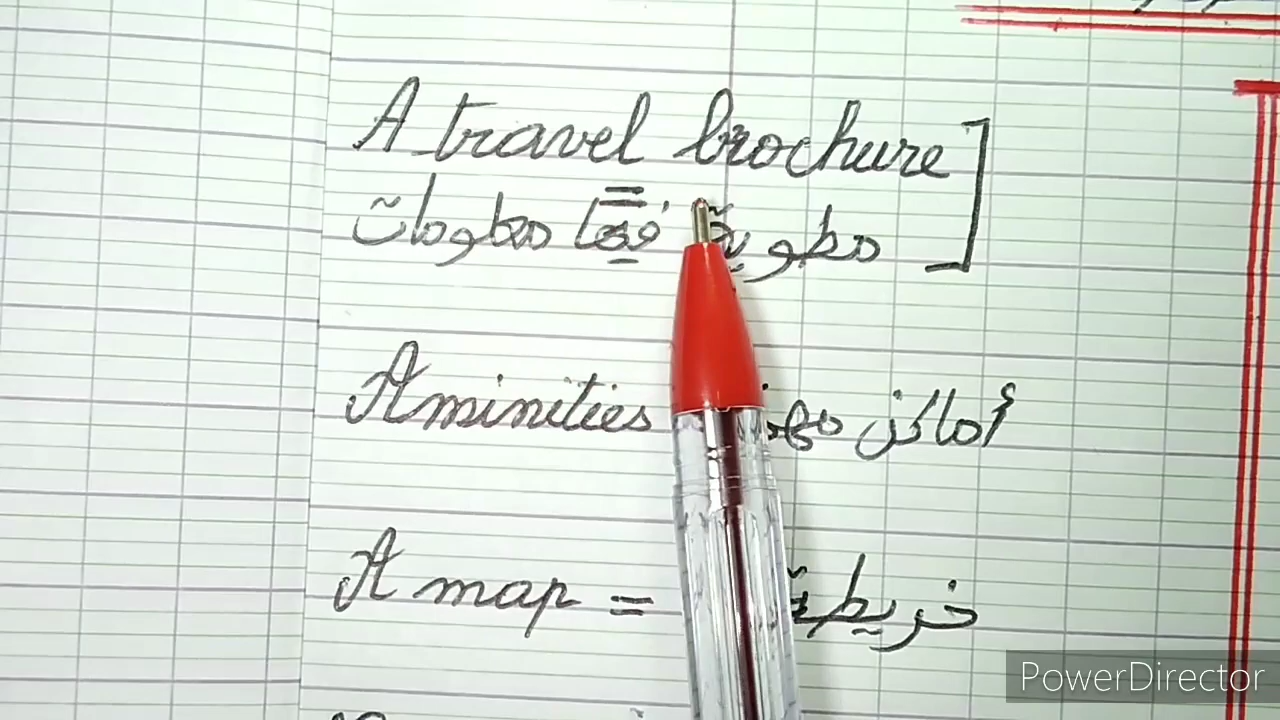 A travel brochure
=
مطوية فيها معلومات
Aminities أماكن
A map = خريطة
PowerDirector